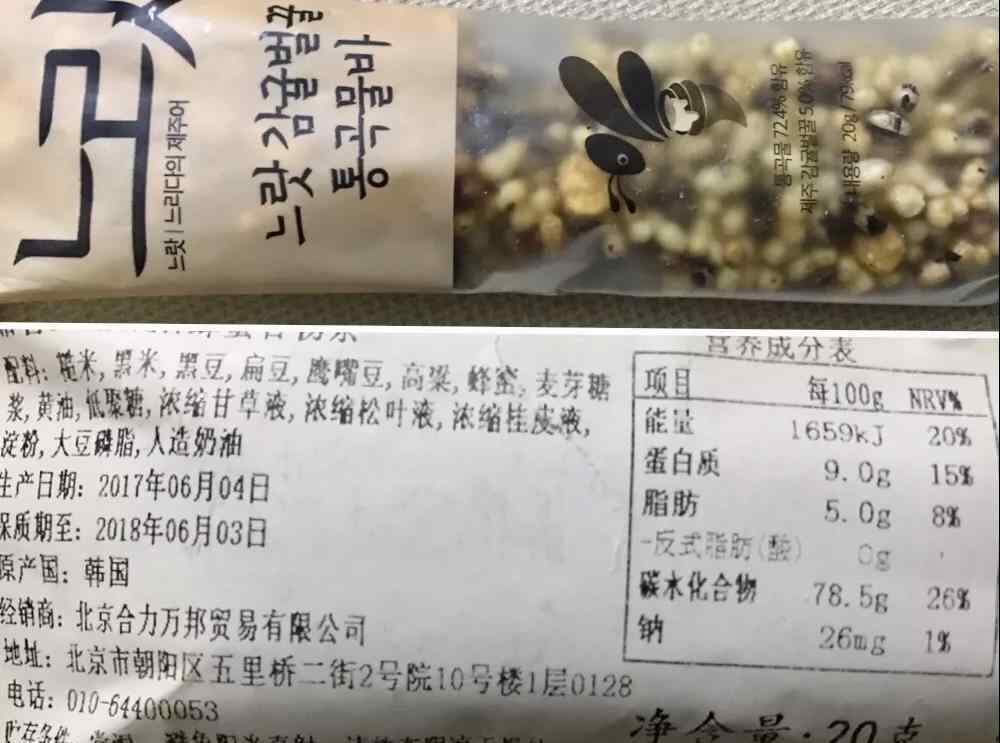 느랏
느랏 | 느리다의 제주어
느랏 감귤벌꿀
통곡물바
통곡물 72.4% 함유
제주 감귤벌꿀 5.0% 함유
내용량 20g / 79kcal
配料: 糙米, 黑米, 黑豆, 扁豆, 鹰嘴豆, 高粱, 蜂蜜, 麦芽糖
浆, 黄油, 低聚糖, 浓缩甘草液, 浓缩松叶液, 浓缩桂皮液,
淀粉, 大豆磷脂, 人造奶油
生产日期: 2017年06月04日
保质期至: 2018年06月03日
原产国: 韩国
经销商: 北京合力万邦贸易有限公司
地址: 北京市朝阳区五里桥二街2号院10号楼1层0128
电话: 010-64400053
营养成分表
项目 每100g NRV%
能量 1659kJ 20%
蛋白质 9.0g 15%
脂肪 5.0g 8%
-反式脂肪(酸) 0g
碳水化合物 78.5g 26%
钠 26mg 1%
净含量:20克